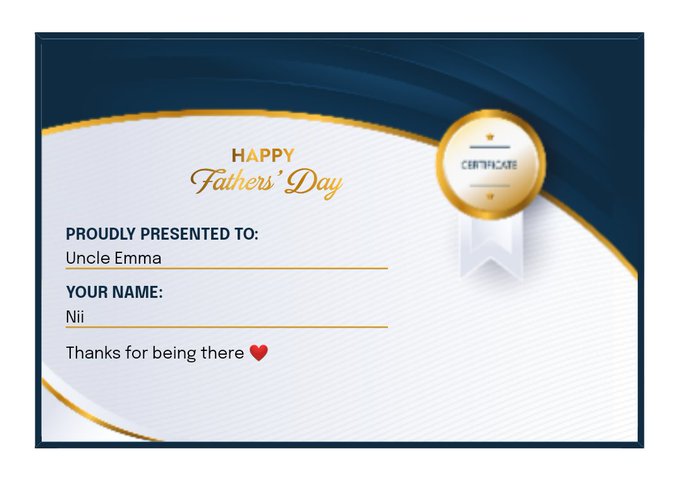 HAPPY
Fathers' Day
CERTIFICATE
PROUDLY PRESENTED TO:
Uncle Emma
YOUR NAME:
Nii
Thanks for being there ❤️